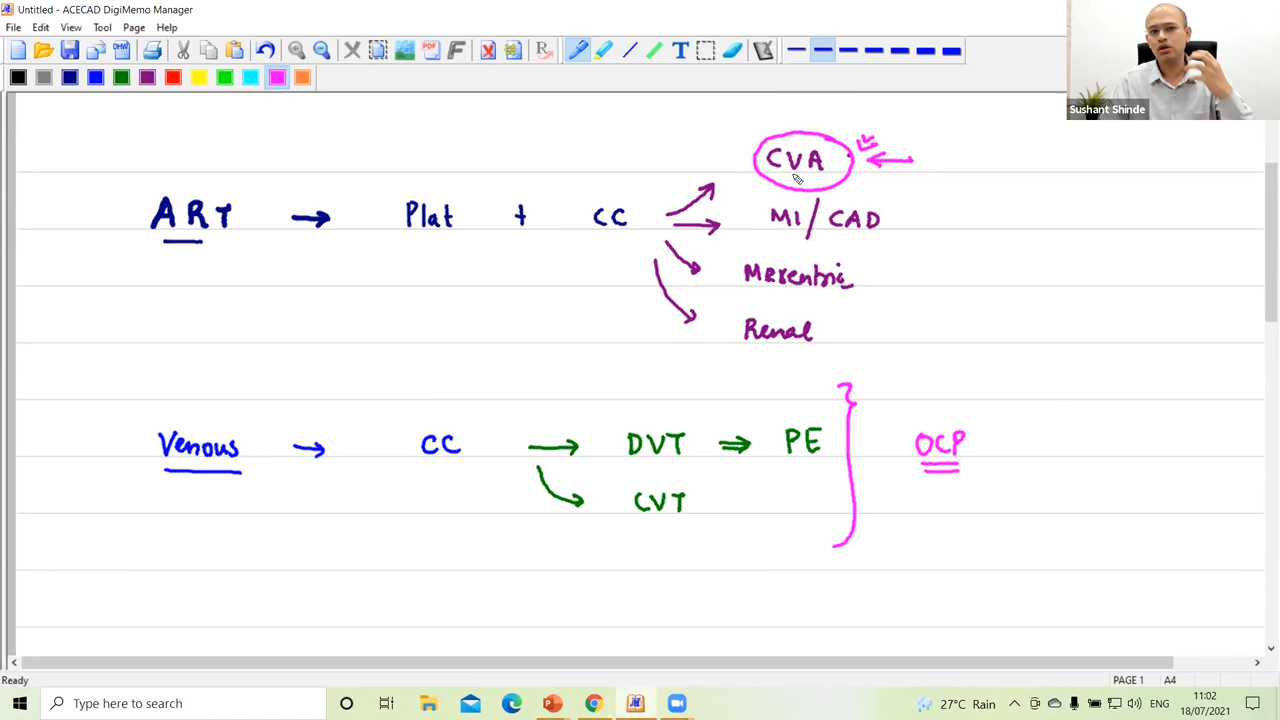 Untitled - ACECAD DigiMemo Manager
File Edit View Tool Page Help
Sushant Shinde
CVA
ART → Plat + CC → MI/CAD
Mesentric
Renal
Venous → CC → DVT ⇒ PE } OCP
CVT
Ready
PAGE 1 A4
Type here to search
27°C Rain
ENG
11:02
18/07/2021